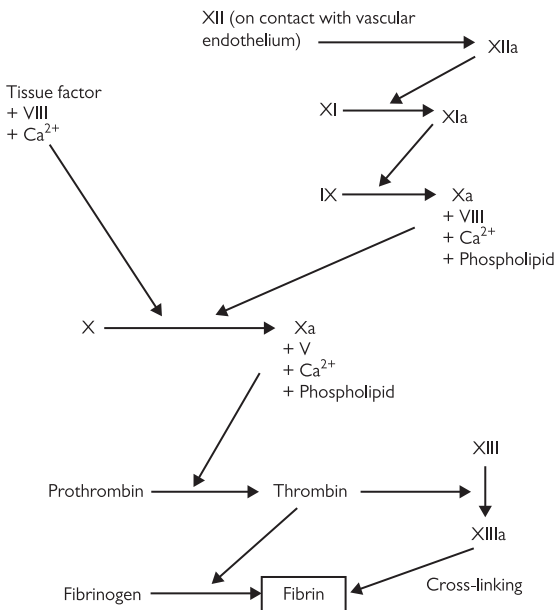 XII (on contact with vascular
endothelium)
XIIa
Tissue factor
+ VIII
+ Ca²⁺
XI
XIa
IX
Xa
+ VIII
+ Ca²⁺
+ Phospholipid
X
Xa
+ V
+ Ca²⁺
+ Phospholipid
XIII
Prothrombin
Thrombin
XIIIa
Cross-linking
Fibrinogen
Fibrin